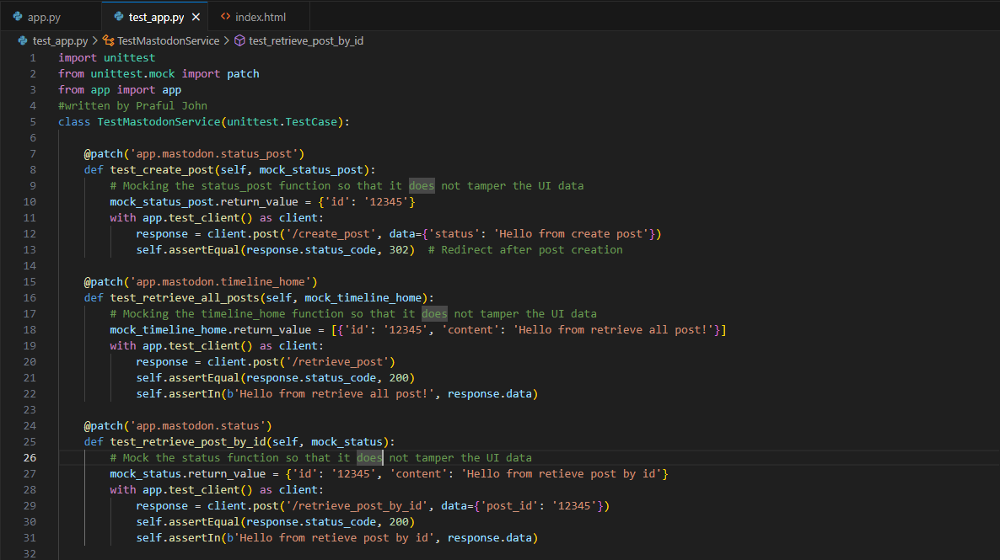 app.py
test_app.py ×
<> index.html
test_app.py > TestMastodonService > test_retrieve_post_by_id
1 import unittest
2 from unittest.mock import patch
3 from app import app
4 #written by Praful John
5 class TestMastodonService(unittest.TestCase):
6
7     @patch('app.mastodon.status_post')
8     def test_create_post(self, mock_status_post):
9         # Mocking the status_post function so that it does not tamper the UI data
10         mock_status_post.return_value = {'id': '12345'}
11         with app.test_client() as client:
12             response = client.post('/create_post', data={'status': 'Hello from create post'})
13             self.assertEqual(response.status_code, 302)  # Redirect after post creation
14
15     @patch('app.mastodon.timeline_home')
16     def test_retrieve_all_posts(self, mock_timeline_home):
17         # Mocking the timeline_home function so that it does not tamper the UI data
18         mock_timeline_home.return_value = [{'id': '12345', 'content': 'Hello from retrieve all post!'}]
19         with app.test_client() as client:
20             response = client.post('/retrieve_post')
21             self.assertEqual(response.status_code, 200)
22             self.assertIn(b'Hello from retrieve all post!', response.data)
23
24     @patch('app.mastodon.status')
25     def test_retrieve_post_by_id(self, mock_status):
26         # Mock the status function so that it does not tamper the UI data
27         mock_status.return_value = {'id': '12345', 'content': 'Hello from retieve post by id'}
28         with app.test_client() as client:
29             response = client.post('/retrieve_post_by_id', data={'post_id': '12345'})
30             self.assertEqual(response.status_code, 200)
31             self.assertIn(b'Hello from retieve post by id', response.data)
32